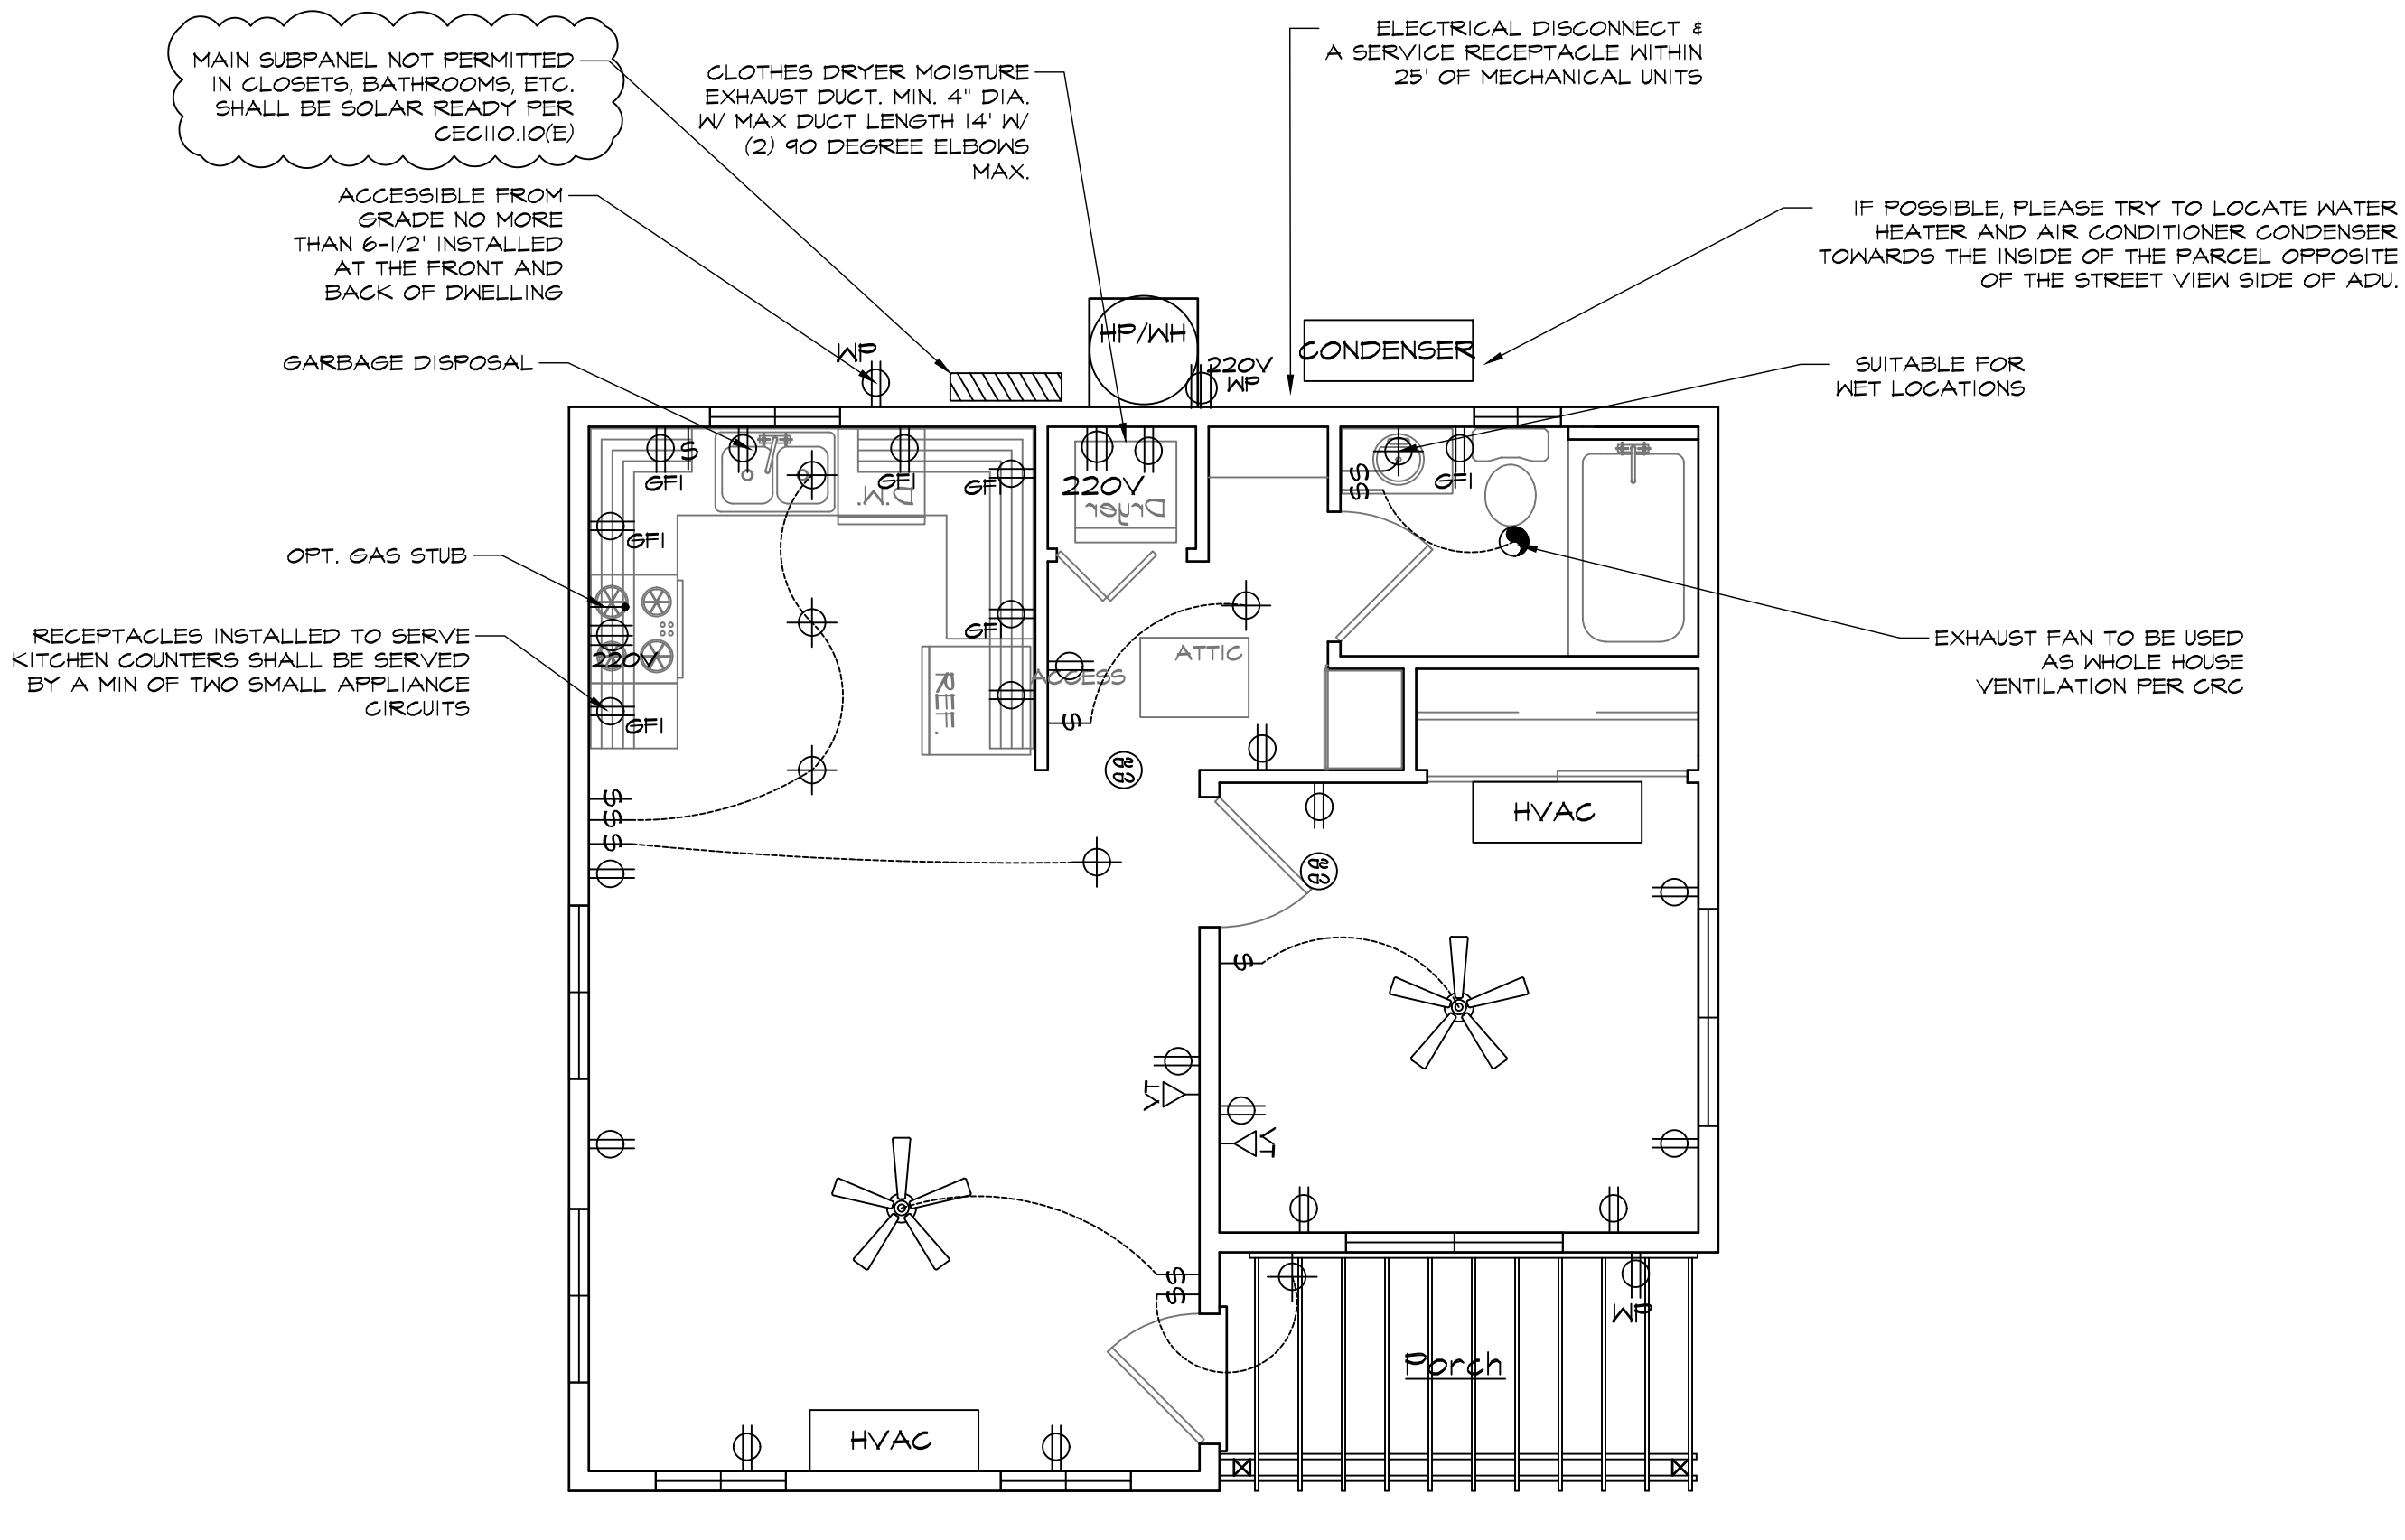 MAIN SUBPANEL NOT PERMITTED
IN CLOSETS, BATHROOMS, ETC.
SHALL BE SOLAR READY PER
CEC110.10(E)
CLOTHES DRYER MOISTURE
EXHAUST DUCT. MIN. 4" DIA.
W/ MAX DUCT LENGTH 14' W/
(2) 90 DEGREE ELBOWS
MAX.
ELECTRICAL DISCONNECT &
A SERVICE RECEPTACLE WITHIN
25' OF MECHANICAL UNITS
ACCESSIBLE FROM
GRADE NO MORE
THAN 6-1/2' INSTALLED
AT THE FRONT AND
BACK OF DWELLING
IF POSSIBLE, PLEASE TRY TO LOCATE WATER
HEATER AND AIR CONDITIONER CONDENSER
TOWARDS THE INSIDE OF THE PARCEL OPPOSITE
OF THE STREET VIEW SIDE OF ADU.
GARBAGE DISPOSAL
WP
HP/WH
220V
WP
CONDENSER
SUITABLE FOR
WET LOCATIONS
S
GFI
GFI
GFI
D.W.
220V
Dryer
S
S
GFI
GFI
OPT. GAS STUB
RECEPTACLES INSTALLED TO SERVE
KITCHEN COUNTERS SHALL BE SERVED
BY A MIN OF TWO SMALL APPLIANCE
CIRCUITS
220V
GFI
GFI
REF.
ATTIC
ACCESS
S
EXHAUST FAN TO BE USED
AS WHOLE HOUSE
VENTILATION PER CRC
S
S
S
HVAC
S
VT
VT
S
S
WP
Porch
HVAC